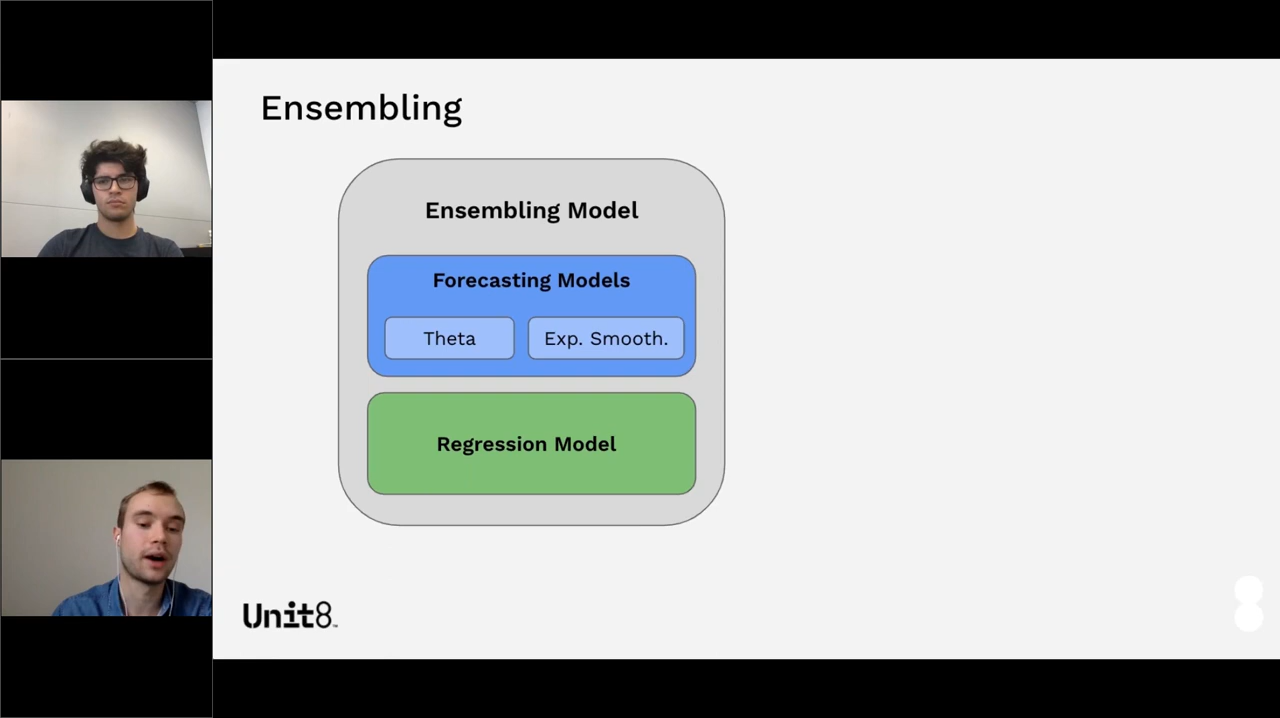 Ensembling
Ensembling Model
Forecasting Models
Theta
Exp. Smooth.
Regression Model
Unit8